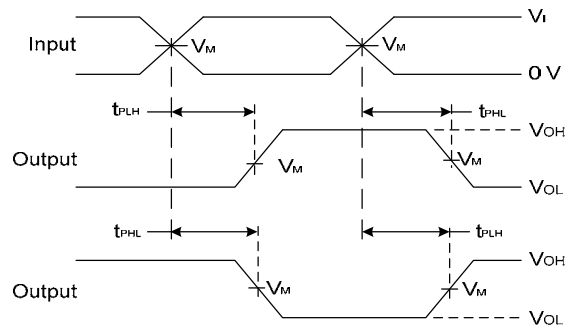 VI
Input VM VM
0 V
tPLH tPHL
VOH
Output VM VM
VOL
tPHL tPLH
VOH
Output VM VM
VOL